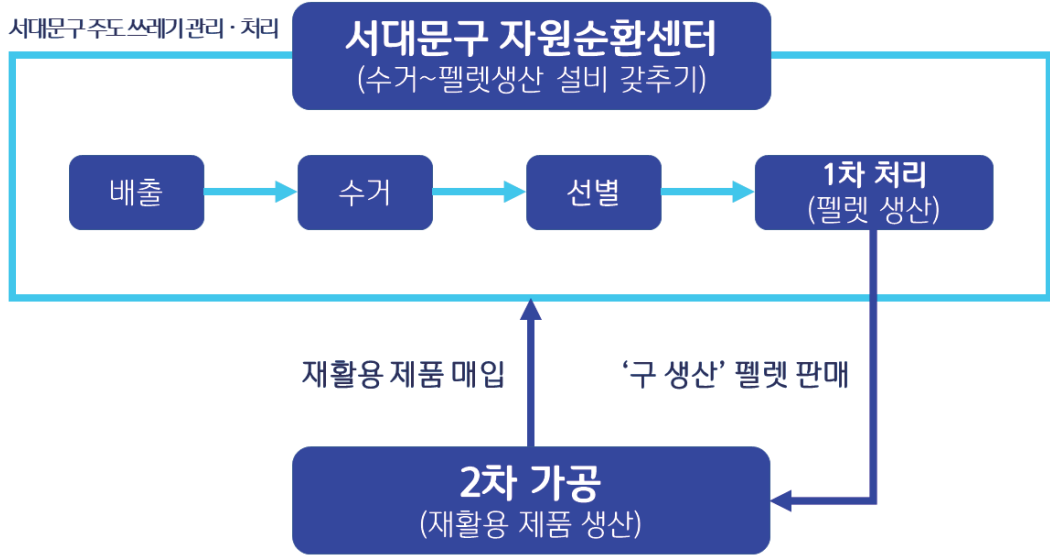 서대문구 주도 쓰레기 관리 · 처리
서대문구 자원순환센터
(수거~펠렛생산 설비 갖추기)
배출
수거
선별
1차 처리
(펠렛 생산)
재활용 제품 매입
‘구 생산’ 펠렛 판매
2차 가공
(재활용 제품 생산)